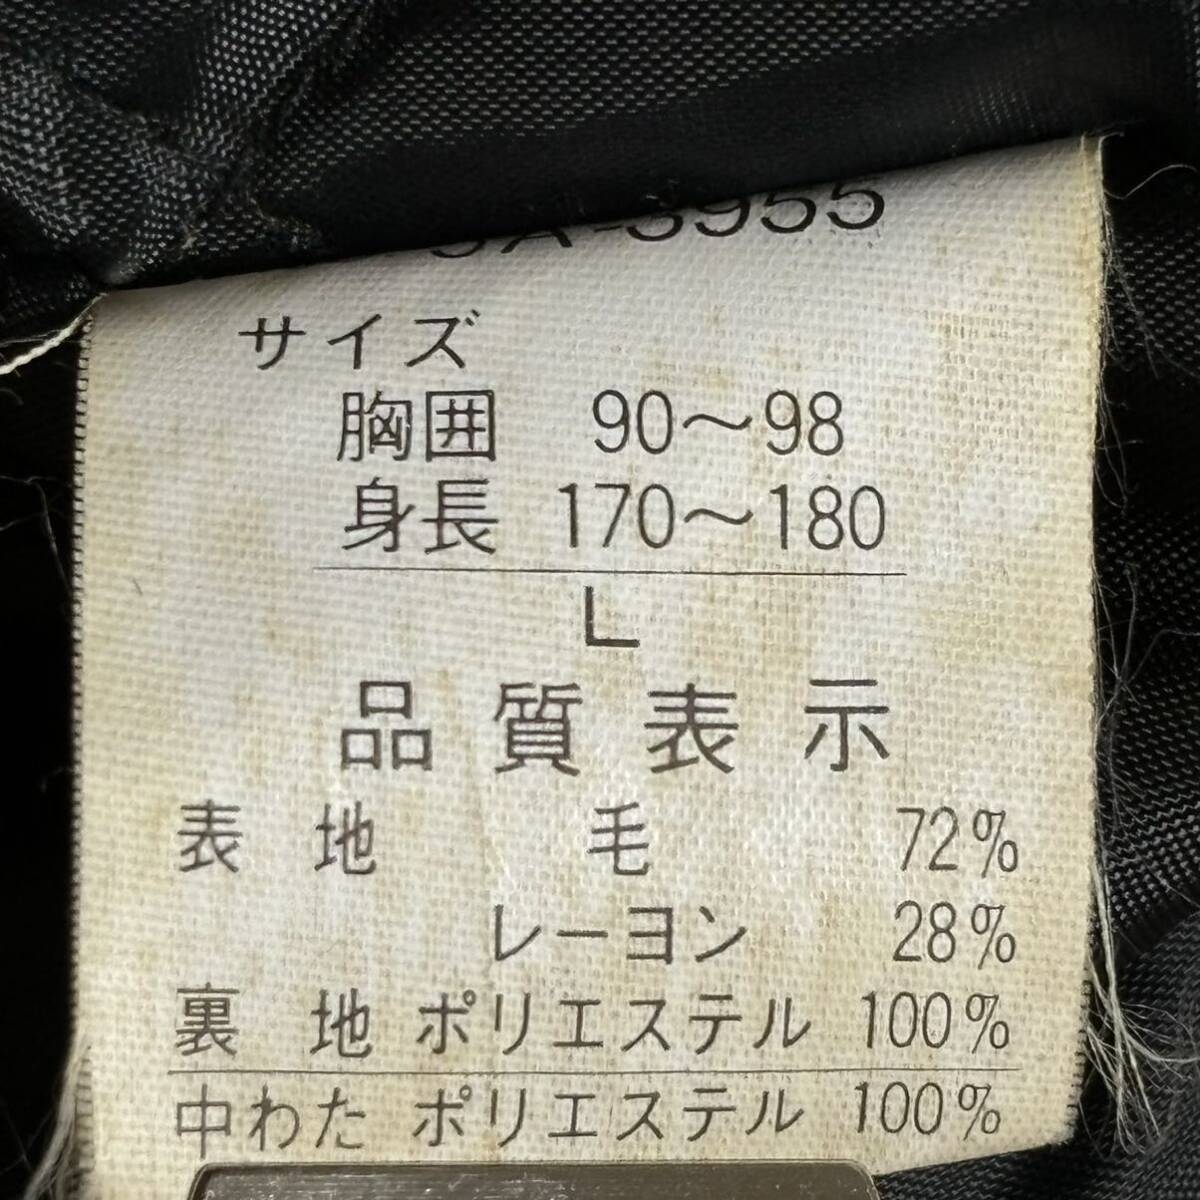 サイズ
胸囲 90～98
身長 170～180
L
品質表示
表地 毛 72%
レーヨン 28%
裏地 ポリエステル 100%
中わた ポリエステル 100%